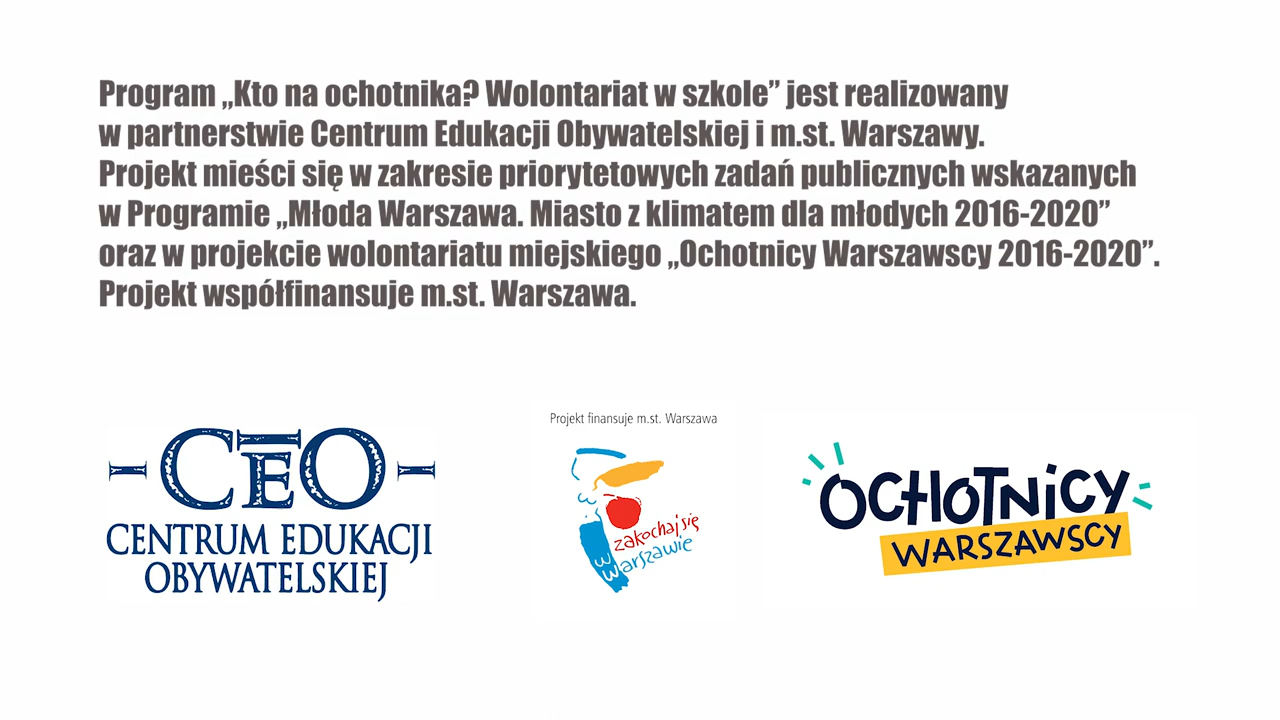 Program „Kto na ochotnika? Wolontariat w szkole” jest realizowany
w partnerstwie Centrum Edukacji Obywatelskiej i m.st. Warszawy.
Projekt mieści się w zakresie priorytetowych zadań publicznych wskazanych
w Programie „Młoda Warszawa. Miasto z klimatem dla młodych 2016-2020”
oraz w projekcie wolontariatu miejskiego „Ochotnicy Warszawscy 2016-2020”.
Projekt współfinansuje m.st. Warszawa.
CEO
CENTRUM EDUKACJI
OBYWATELSKIEJ
Projekt finansuje m.st. Warszawa
zakochaj się
w warszawie
OCHOTNICY
WARSZAWSCY